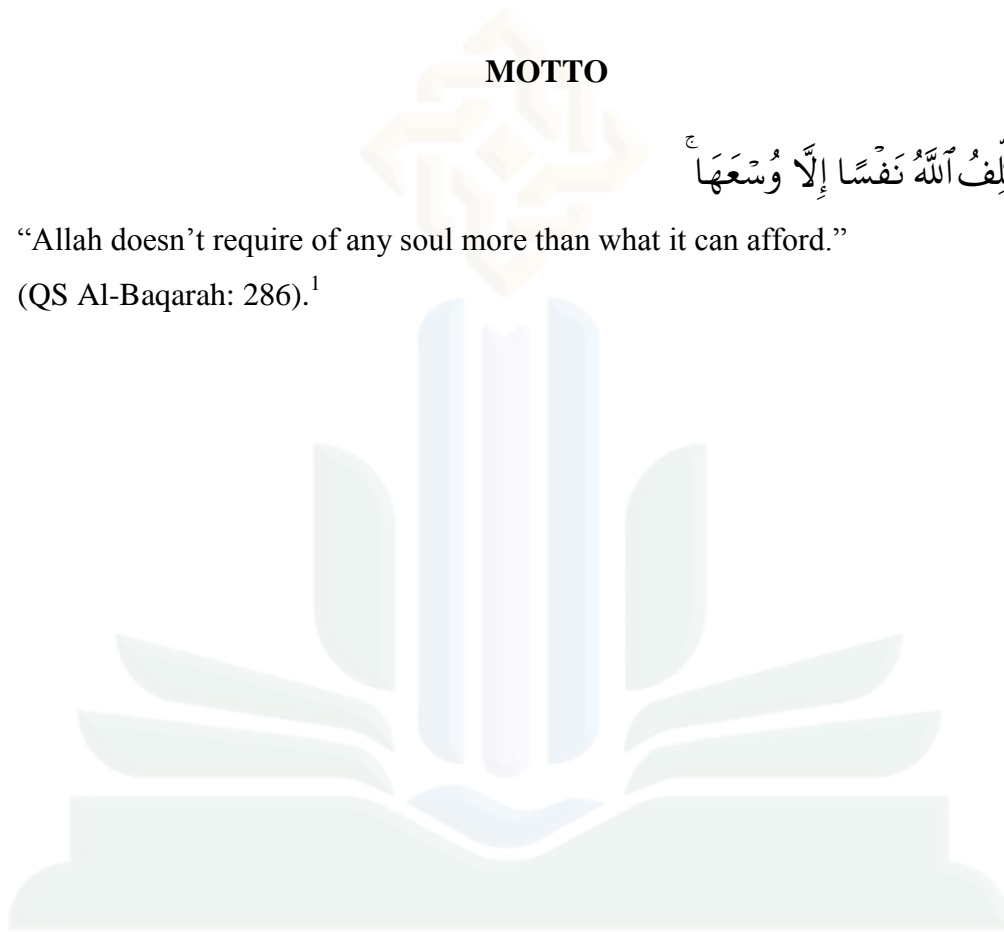 MOTTO
ٱللَّهُ نَفۡسًا إِلَّا وُسۡعَهَاۚ
“Allah doesn’t require of any soul more than what it can afford.”
(QS Al-Baqarah: 286).¹